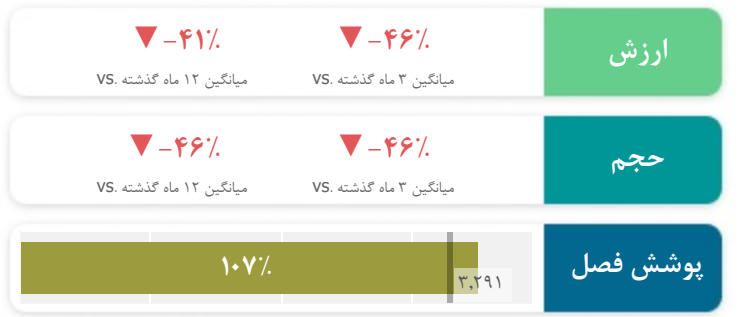 ارزش
▼ -۴۶٪ ▼ -۴۱٪
میانگین ۳ ماه گذشته .VS میانگین ۱۲ ماه گذشته .VS
حجم
▼ -۴۶٪ ▼ -۴۶٪
میانگین ۳ ماه گذشته .VS میانگین ۱۲ ماه گذشته .VS
پوشش فصل
۱۰۷٪
۳,۲۹۱